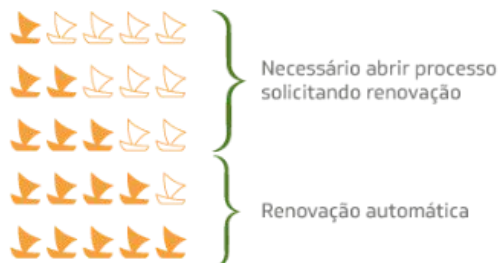 Necessário abrir processo
solicitando renovação
Renovação automática